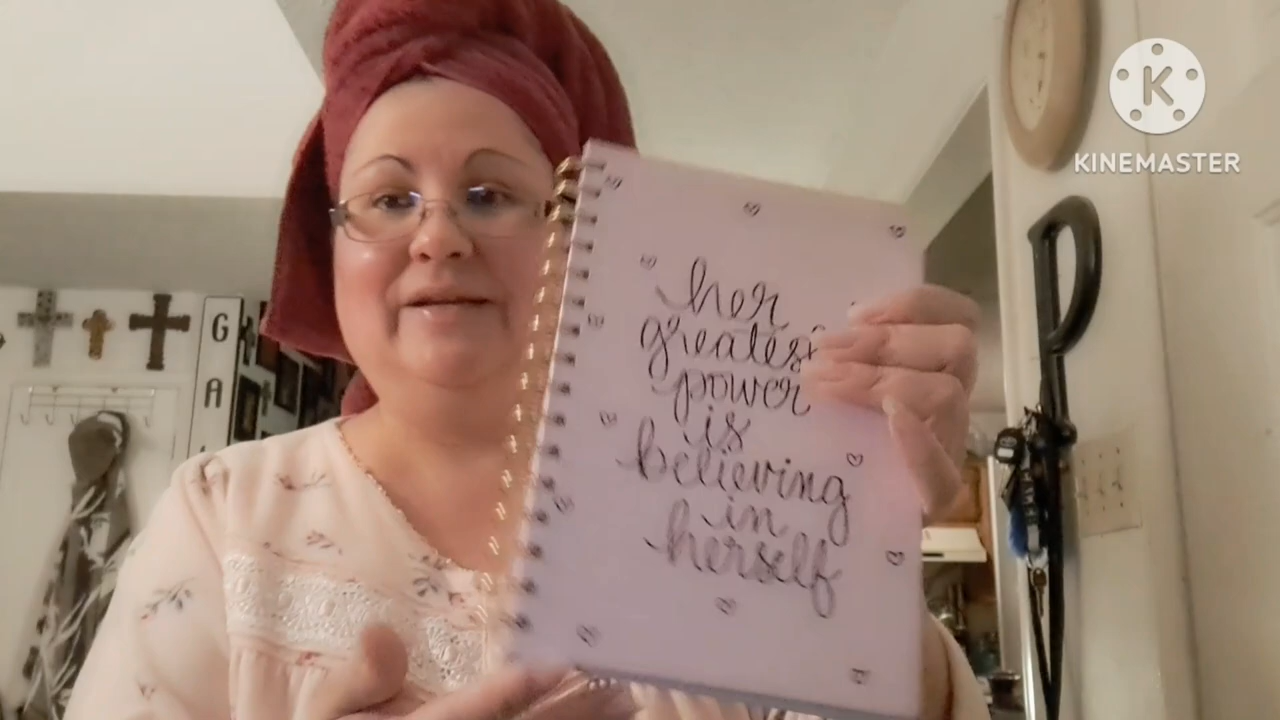 K
KINEMASTER
G
A
her
greatest
power
is
believing
in
herself